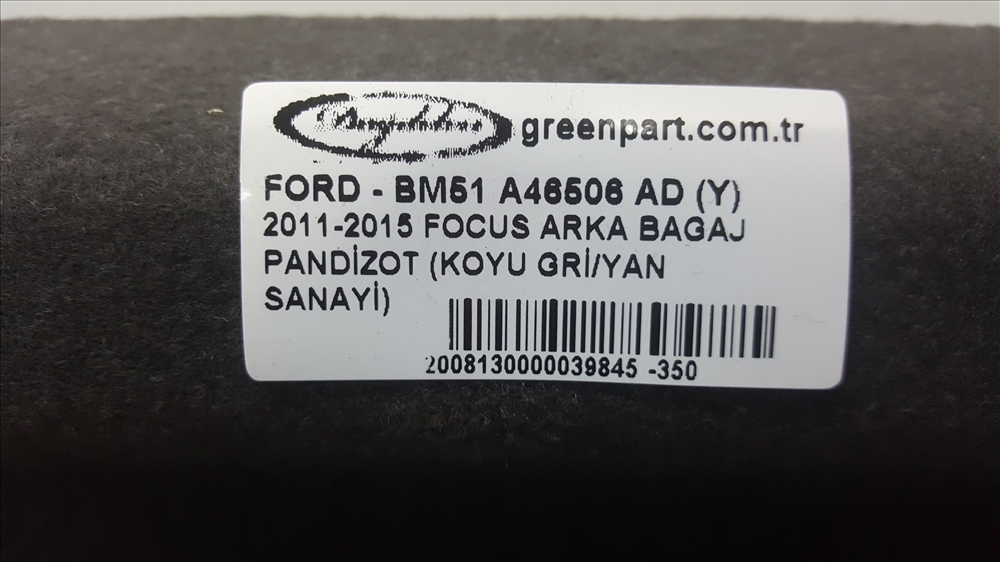 greenpart.com.tr
FORD - BM51 A46506 AD (Y)
2011-2015 FOCUS ARKA BAGAJ
PANDİZOT (KOYU GRİ/YAN
SANAYİ)
2008130000039845 -350